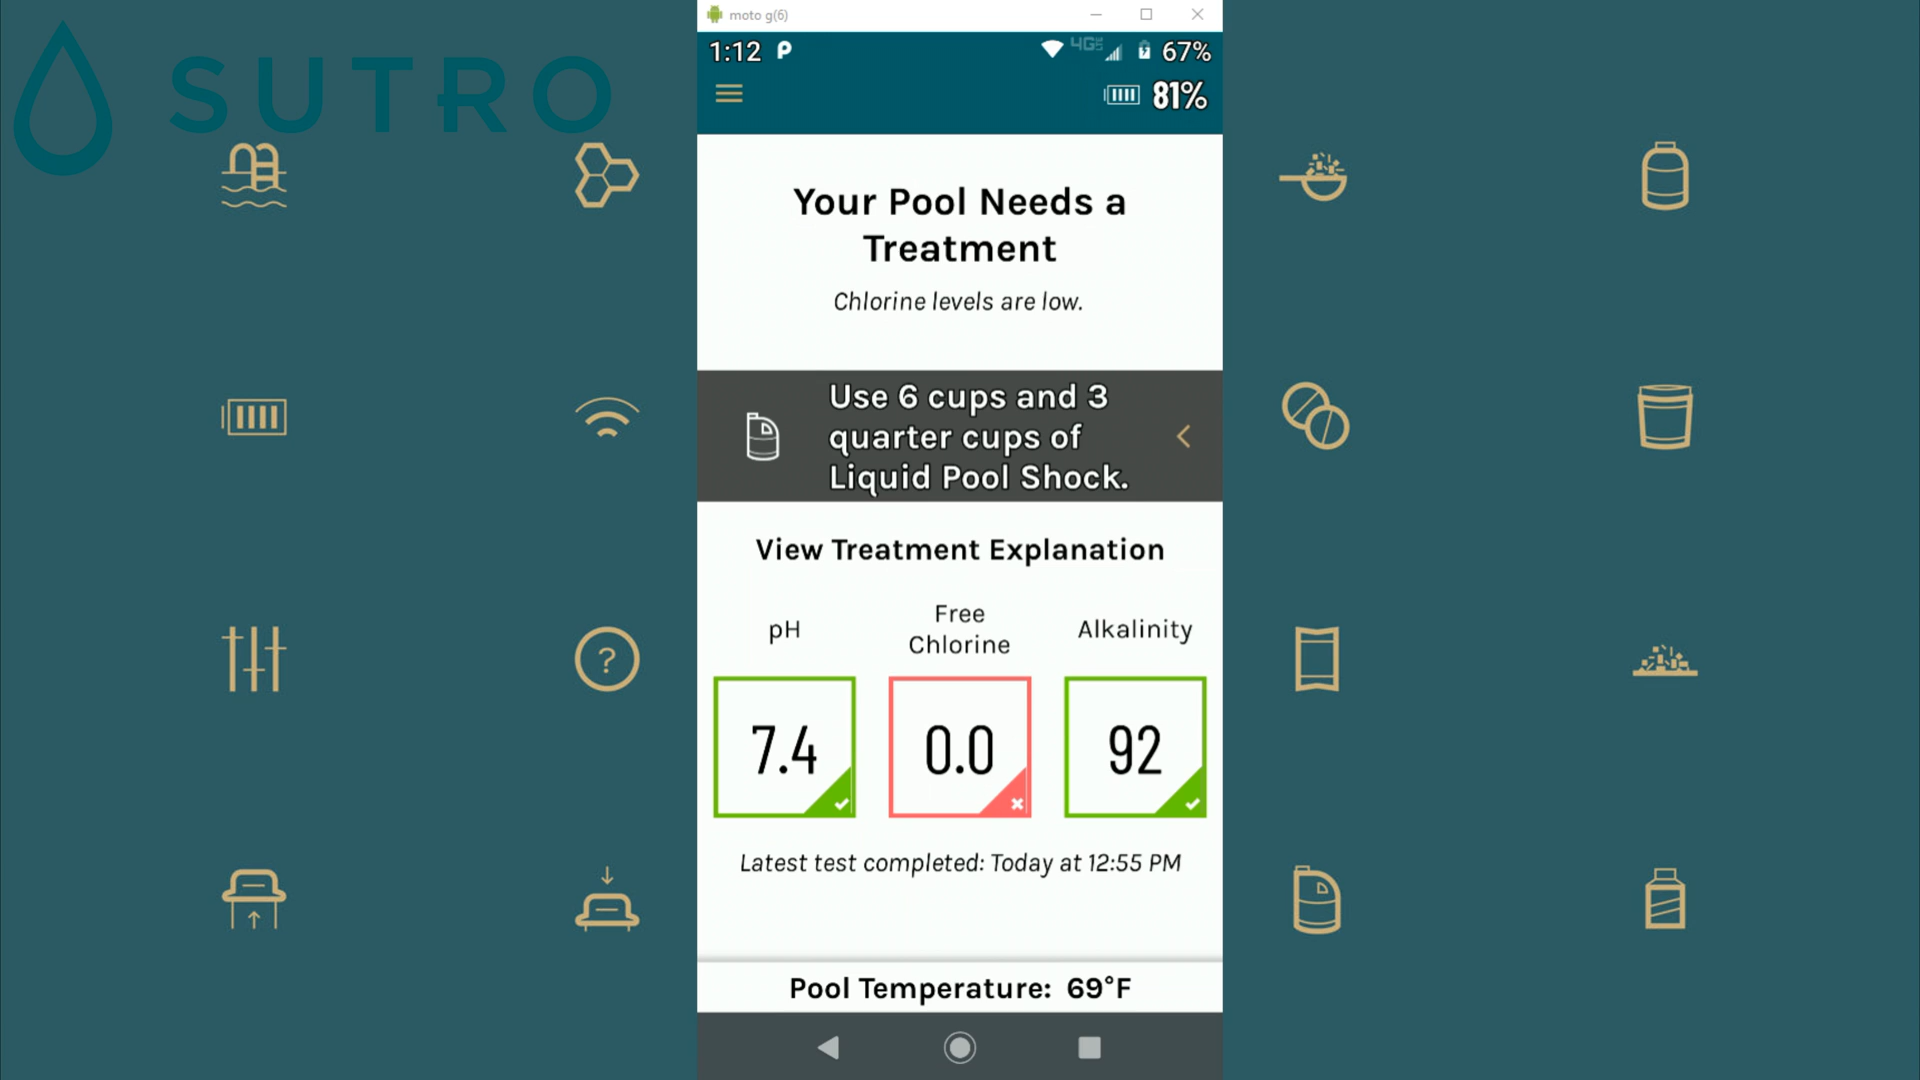 moto g(6)
SUTRO
1:12
4G
67%
81%
Your Pool Needs a
Treatment
Chlorine levels are low.
Use 6 cups and 3
quarter cups of
Liquid Pool Shock.
View Treatment Explanation
pH
Free
Chlorine
Alkalinity
?
7.4
0.0
92
Latest test completed: Today at 12:55 PM
Pool Temperature: 69°F